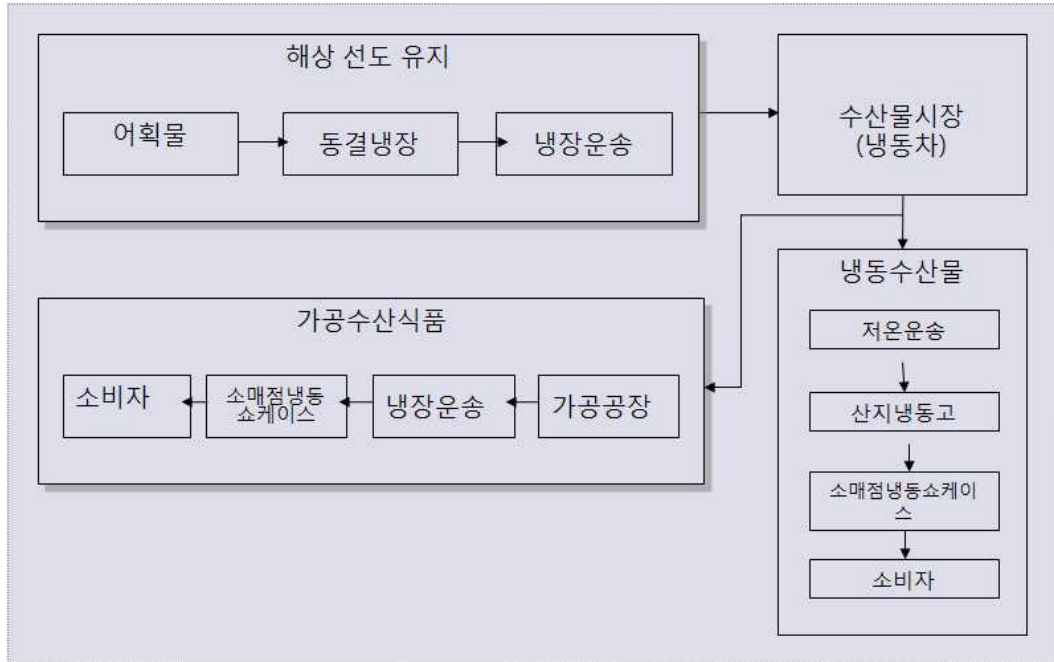 해상 선도 유지
어획물
동결냉장
냉장운송
수산물시장
(냉동차)
냉동수산물
저온운송
산지냉동고
소매점냉동쇼케이
스
소비자
가공수산식품
소비자
소매점냉동
쇼케이스
냉장운송
가공공장